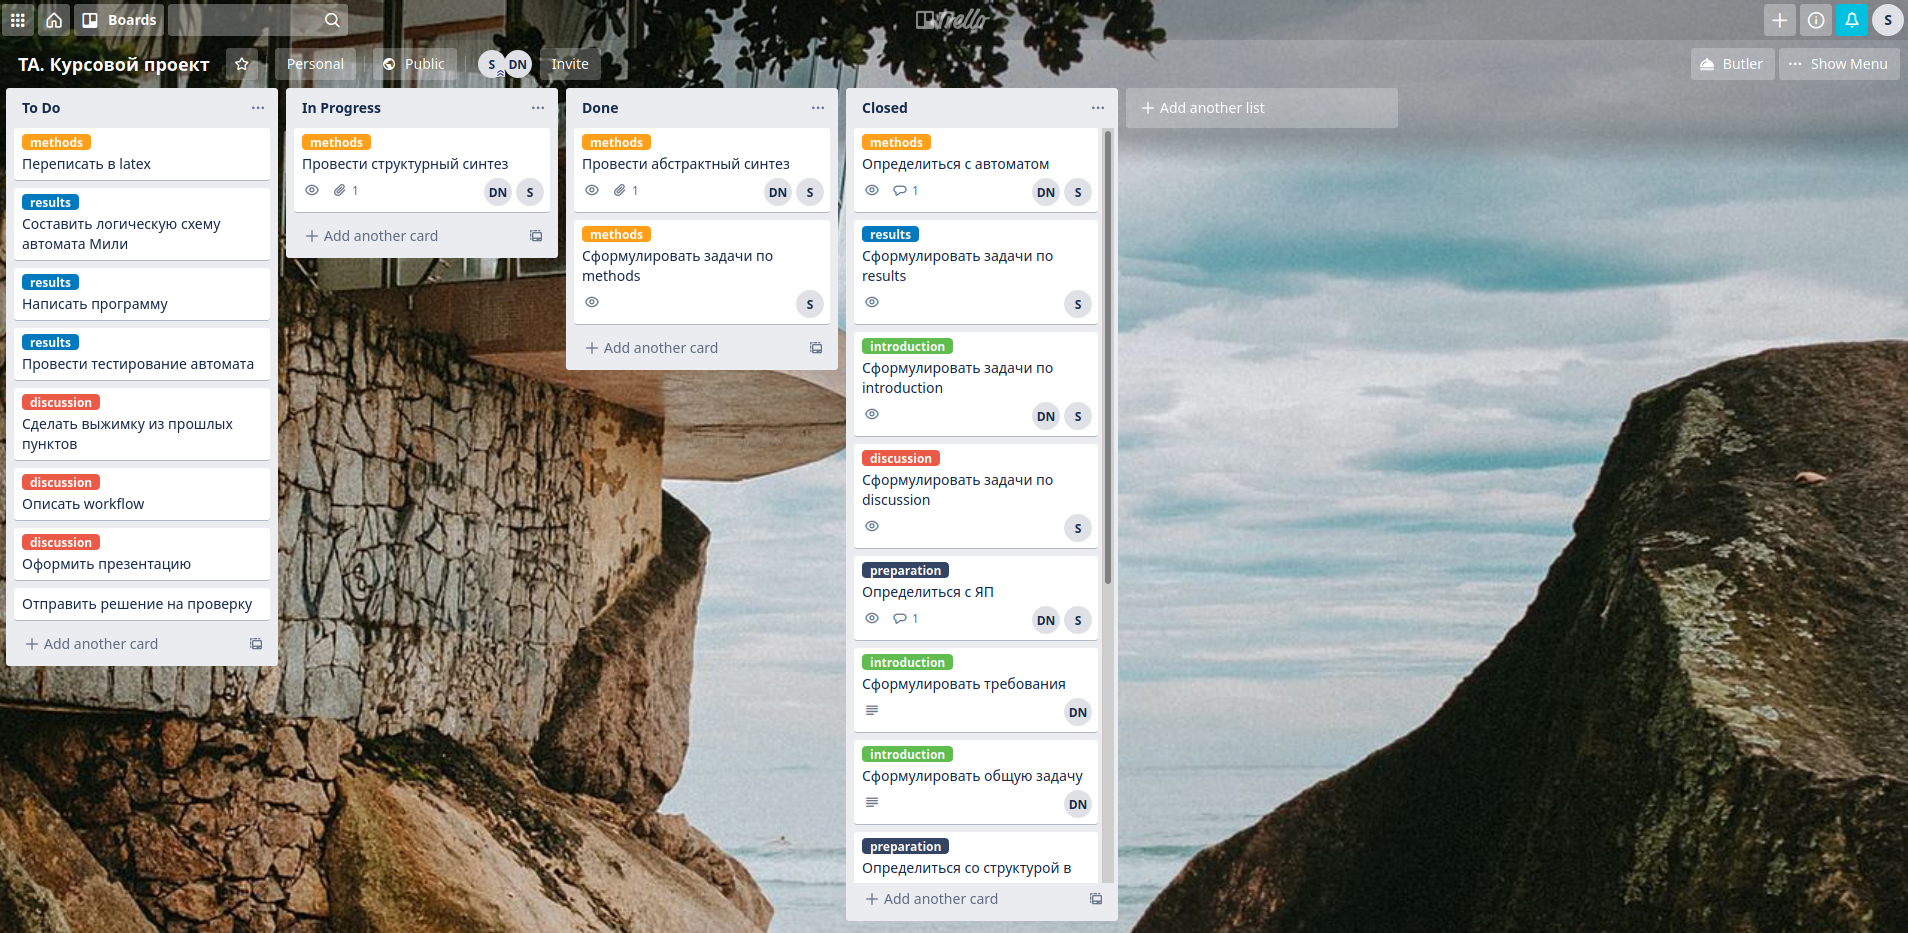 Boards
Trello
S
TA. Курсовой проект
Personal
Public
S
DN
Invite
Butler
Show Menu
To Do
methods
Переписать в latex
results
Составить логическую схему
автомата Мили
results
Написать программу
results
Провести тестирование автомата
discussion
Сделать выжимку из прошлых
пунктов
discussion
Описать workflow
discussion
Оформить презентацию
Отправить решение на проверку
Add another card
In Progress
methods
Провести структурный синтез
1
DN
S
Add another card
Done
methods
Провести абстрактный синтез
1
DN
S
methods
Сформулировать задачи по
methods
S
Add another card
Closed
methods
Определиться с автоматом
1
DN
S
results
Сформулировать задачи по
results
S
introduction
Сформулировать задачи по
introduction
DN
S
discussion
Сформулировать задачи по
discussion
S
preparation
Определиться с ЯП
1
DN
S
introduction
Сформулировать требования
DN
introduction
Сформулировать общую задачу
DN
preparation
Определиться со структурой в
Add another card
Add another list